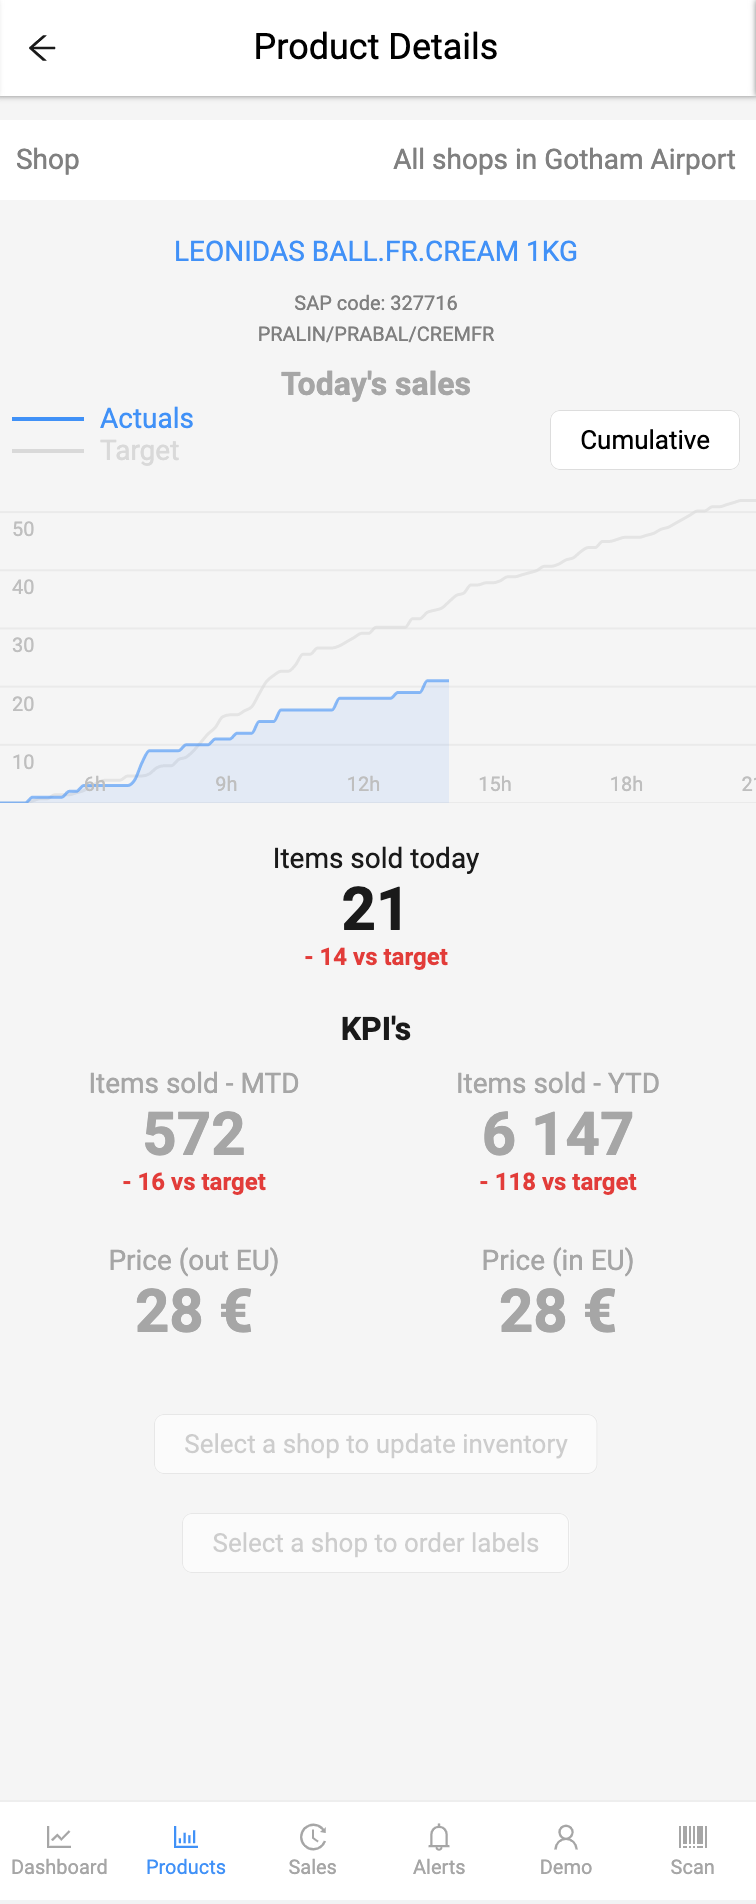 Product Details
Shop
All shops in Gotham Airport
LEONIDAS BALL.FR.CREAM 1KG
SAP code: 327716
PRALIN/PRABAL/CREMFR
Today's sales
Actuals
Target
Cumulative
50
40
30
20
10
6h 9h 12h 15h 18h
Items sold today
21
- 14 vs target
KPI's
Items sold - MTD
572
- 16 vs target
Items sold - YTD
6 147
- 118 vs target
Price (out EU)
28 €
Price (in EU)
28 €
Select a shop to update inventory
Select a shop to order labels
Dashboard Products Sales Alerts Demo Scan